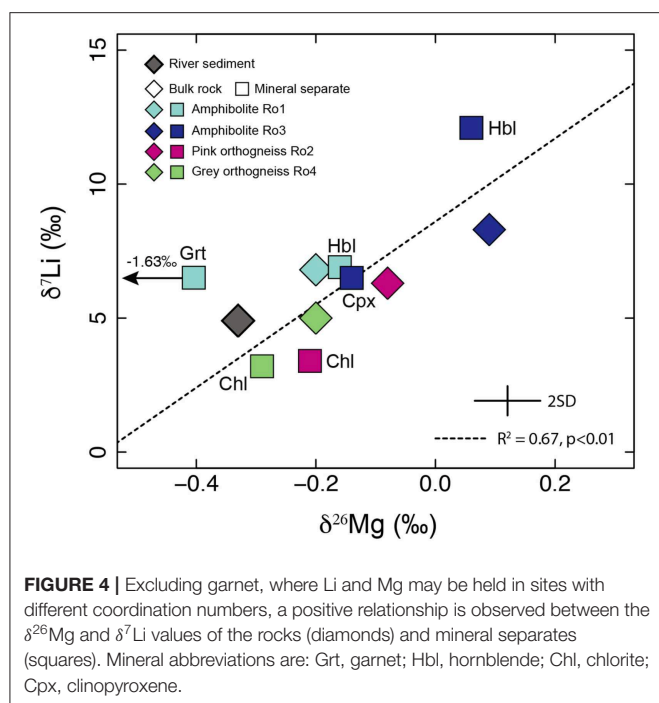 15
10
5
0
δ⁷Li (‰)
River sediment
Bulk rock Mineral separate
Amphibolite Ro1
Amphibolite Ro3
Pink orthogneiss Ro2
Grey orthogneiss Ro4
Hbl
-1.63‰ Grt
Hbl
Cpx
Chl
Chl
2SD
R² = 0.67, p<0.01
−0.4 −0.2 0.0 0.2
δ²⁶Mg (‰)
FIGURE 4 | Excluding garnet, where Li and Mg may be held in sites with
different coordination numbers, a positive relationship is observed between the
δ²⁶Mg and δ⁷Li values of the rocks (diamonds) and mineral separates
(squares). Mineral abbreviations are: Grt, garnet; Hbl, hornblende; Chl, chlorite;
Cpx, clinopyroxene.